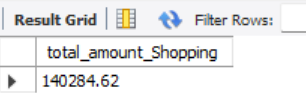 Result Grid Filter Rows:
total_amount_Shopping
140284.62